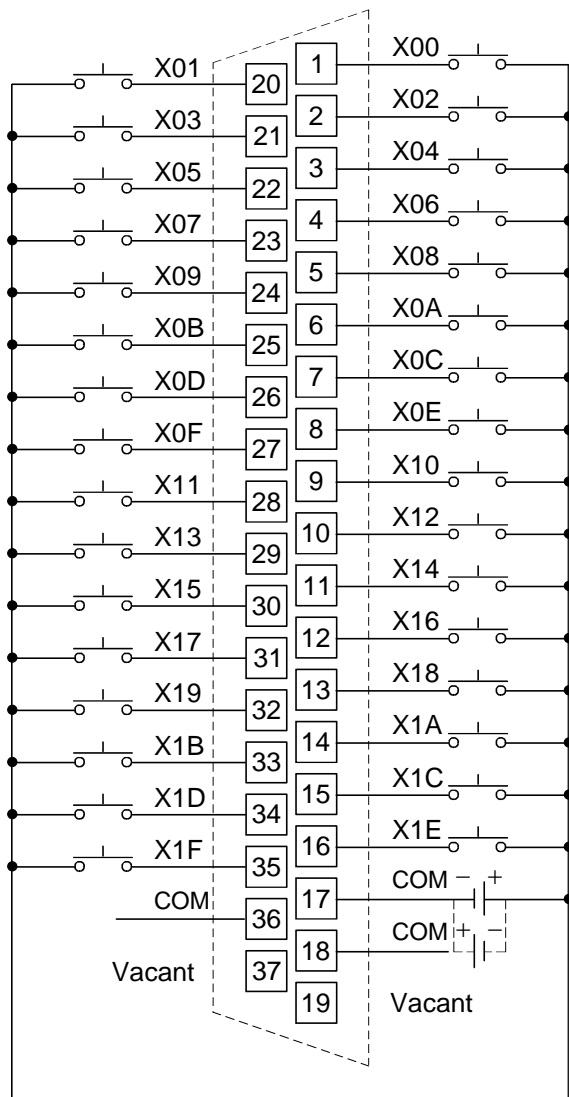 1 X00
X01 20
2 X02
X03 21
3 X04
X05 22
4 X06
X07 23
5 X08
X09 24
6 X0A
X0B 25
7 X0C
X0D 26
8 X0E
X0F 27
9 X10
X11 28
10 X12
X13 29
11 X14
X15 30
12 X16
X17 31
13 X18
X19 32
14 X1A
X1B 33
15 X1C
X1D 34
16 X1E
X1F 35
17 COM − +
COM 36
18 COM + −
Vacant 37
19 Vacant